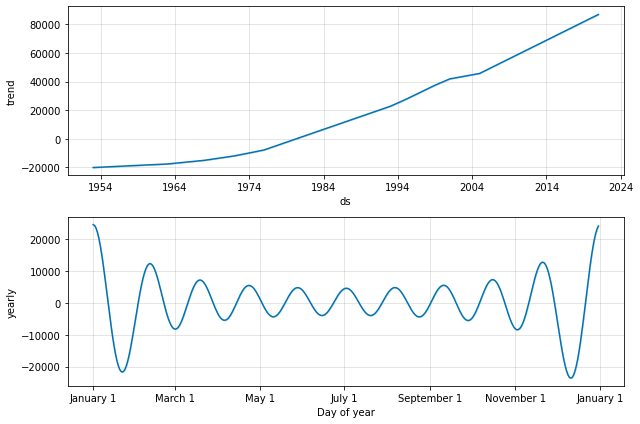 80000
60000
40000
20000
0
−20000
trend
1954 1964 1974 1984 1994 2004 2014 2024
ds
20000
10000
0
−10000
−20000
yearly
January 1 March 1 May 1 July 1 September 1 November 1 January 1
Day of year